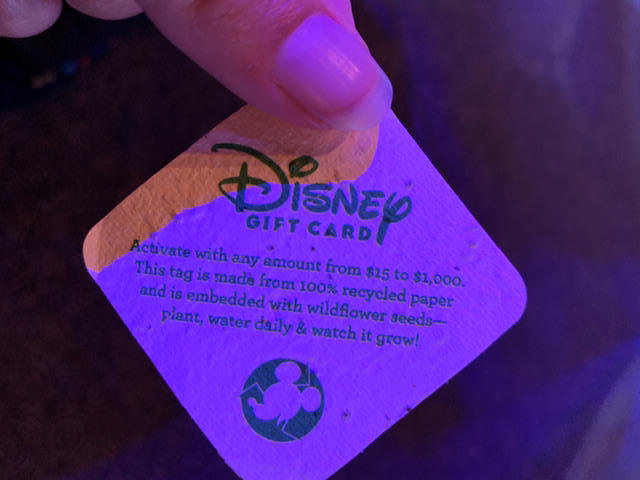 Disney
GIFT CARD
Activate with any amount from $15 to $1,000.
This tag is made from 100% recycled paper
and is embedded with wildflower seeds—
plant, water daily & watch it grow!